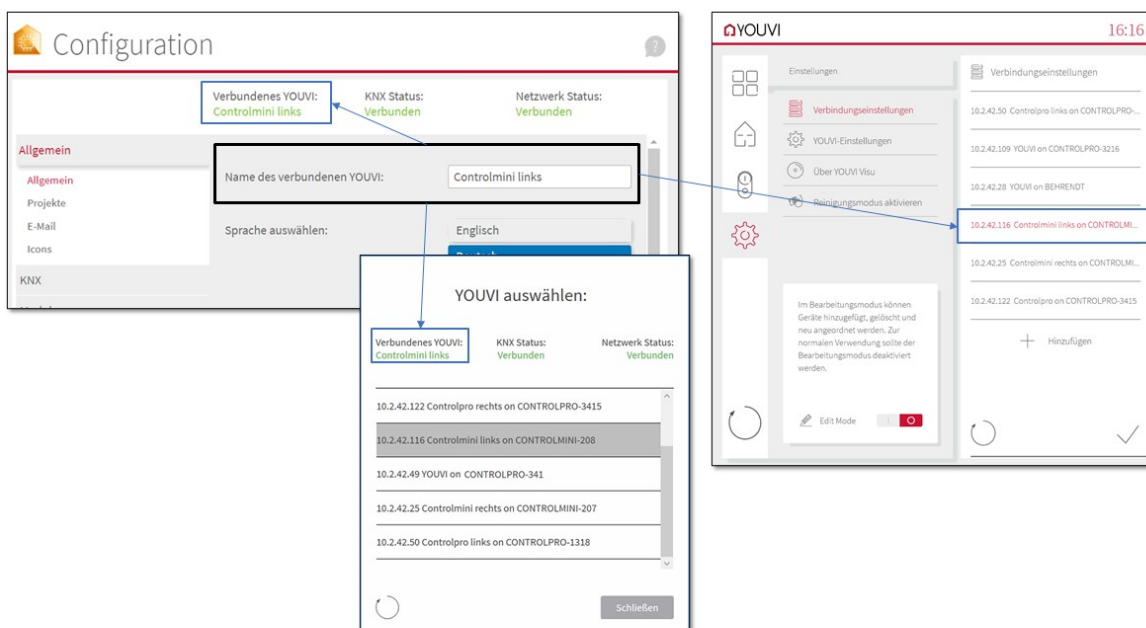 Configuration
?
Verbundenes YOUVI:
Controlmini links
KNX Status:
Verbunden
Netzwerk Status:
Verbunden
Allgemein
Allgemein
Projekte
E-Mail
Icons
KNX
Name des verbundenen YOUVI:
Controlmini links
Sprache auswählen:
Englisch
YOUVI auswählen:
Verbundenes YOUVI:
Controlmini links
KNX Status:
Verbunden
Netzwerk Status:
Verbunden
10.2.42.122 Controlpro rechts on CONTROLPRO-3415
10.2.42.116 Controlmini links on CONTROLMINI-208
10.2.42.49 YOUVI on CONTROLPRO-341
10.2.42.25 Controlmini rechts on CONTROLMINI-207
10.2.42.50 Controlpro links on CONTROLPRO-1318
Schließen
YOUVI
16:16
Einstellungen
Verbindungseinstellungen
YOUVI-Einstellungen
Über YOUVI Visu
Reinigungsmodus aktivieren
Im Bearbeitungsmodus können
Geräte hinzugefügt, gelöscht und
neu angeordnet werden. Zur
normalen Verwendung sollte der
Bearbeitungsmodus deaktiviert
werden.
Edit Mode
Verbindungseinstellungen
10.2.42.50 Controlpro links on CONTROLPRO-...
10.2.42.109 YOUVI on CONTROLPRO-3216
10.2.42.28 YOUVI on BEHRENDT
10.2.42.116 Controlmini links on CONTROLMI...
10.2.42.25 Controlmini rechts on CONTROLMI...
10.2.42.122 Controlpro on CONTROLPRO-3415
Hinzufügen